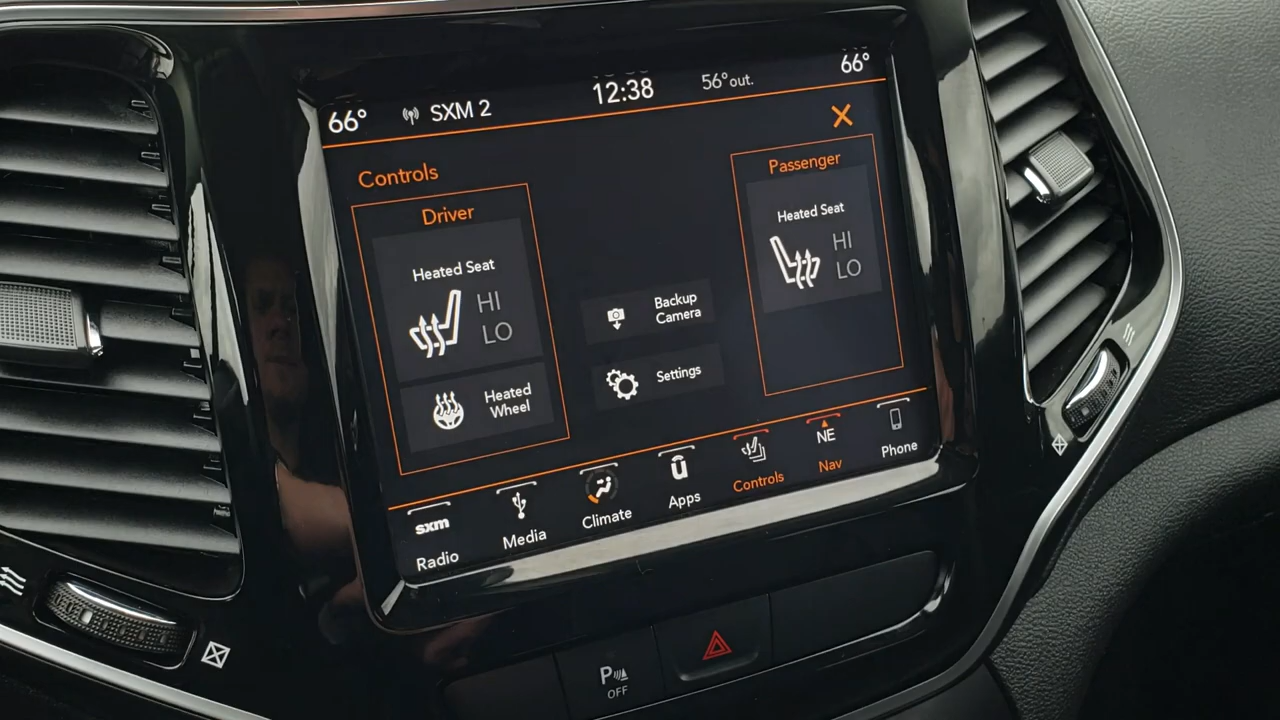 66° SXM 2 12:38 56° out. 66°
Controls
Driver
Heated Seat
HI
LO
Heated
Wheel
Backup
Camera
Settings
Passenger
Heated Seat
HI
LO
sxm
Radio
Media
Climate
Apps
Controls
NE
Nav
Phone
P
OFF